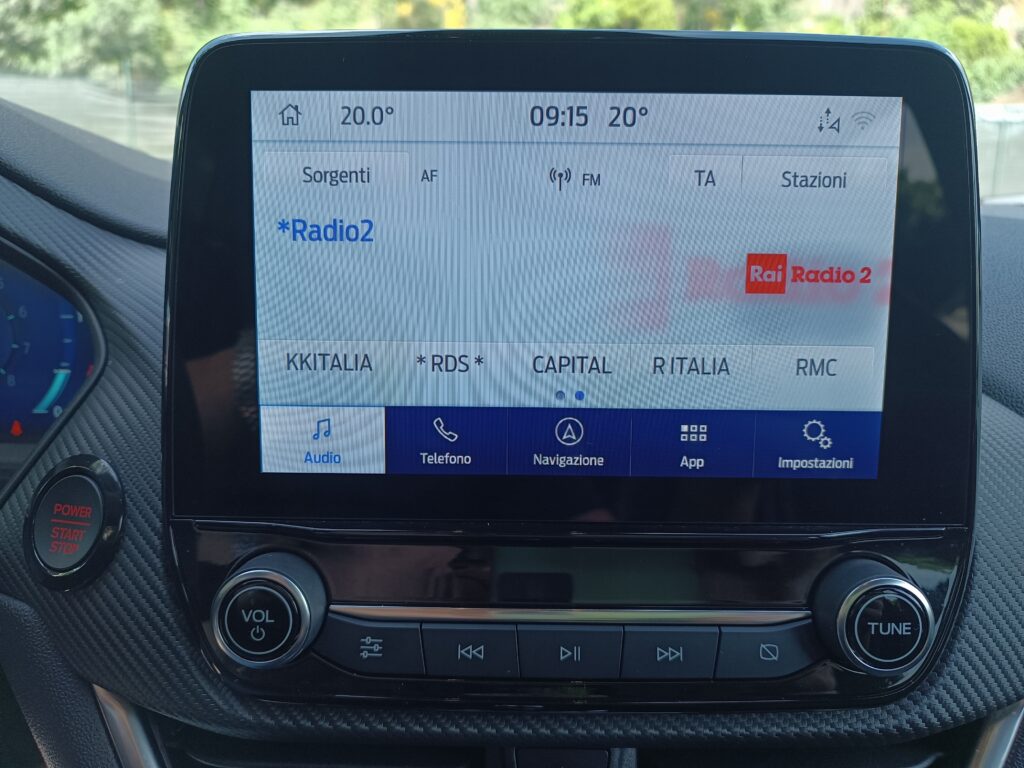 20.0° 09:15 20°
Sorgenti AF FM TA Stazioni
*Radio2
Rai Radio 2
KKITALIA *RDS* CAPITAL R ITALIA RMC
Audio Telefono Navigazione App Impostazioni
POWER
START
STOP
VOL
TUNE